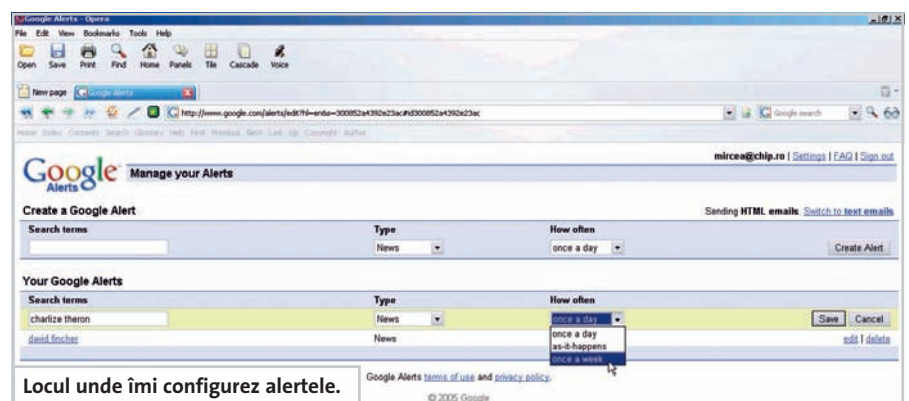 Google Alerts - Opera
File Edit View Bookmarks Tools Help
Open Save Print Find Home Panels Tile Cascade Voice
New page Google Alerts
Google search
Home Index Contents Search Glossary Help First Previous Next Last Up Copyright Author
mircea@chip.ro | Settings | FAQ | Sign out
Google Alerts Manage your Alerts
Create a Google Alert Sending HTML emails. Switch to text emails
Search terms Type How often
News once a day Create Alert
Your Google Alerts
Search terms Type How often
charlize theron News once a day Save Cancel
once a day
david fincher News edit | delete
as-it-happens
once a week
Google Alerts terms of use and privacy policy.
© 2005 Google
Locul unde îmi configurez alertele.